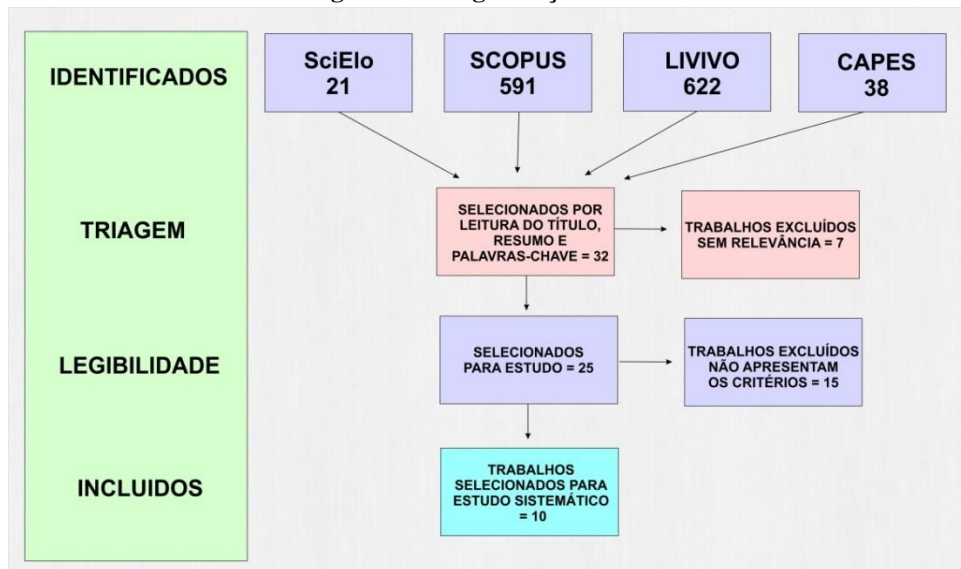 IDENTIFICADOS
SciElo
21
SCOPUS
591
LIVIVO
622
CAPES
38
TRIAGEM
SELECIONADOS POR
LEITURA DO TÍTULO,
RESUMO E
PALAVRAS-CHAVE = 32
TRABALHOS EXCLUÍDOS
SEM RELEVÂNCIA = 7
LEGIBILIDADE
SELECIONADOS
PARA ESTUDO = 25
TRABALHOS EXCLUÍDOS
NÃO APRESENTAM
OS CRITÉRIOS = 15
INCLUIDOS
TRABALHOS
SELECIONADOS PARA
ESTUDO SISTEMÁTICO
= 10